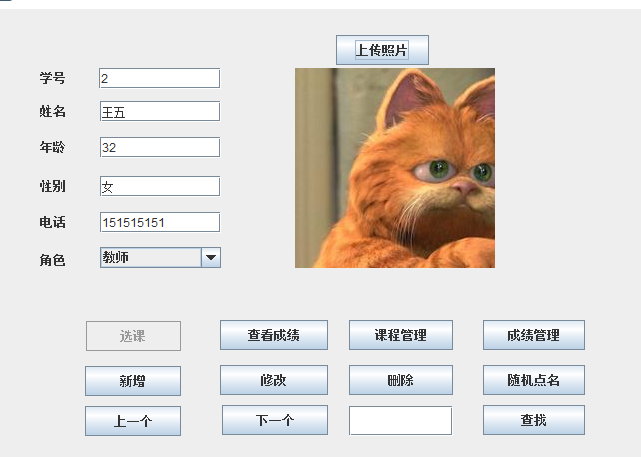 上传照片
学号 2
姓名 王五
年龄 32
性别 女
电话 151515151
角色 教师
选课 查看成绩 课程管理 成绩管理
新增 修改 删除 随机点名
上一个 下一个 查找